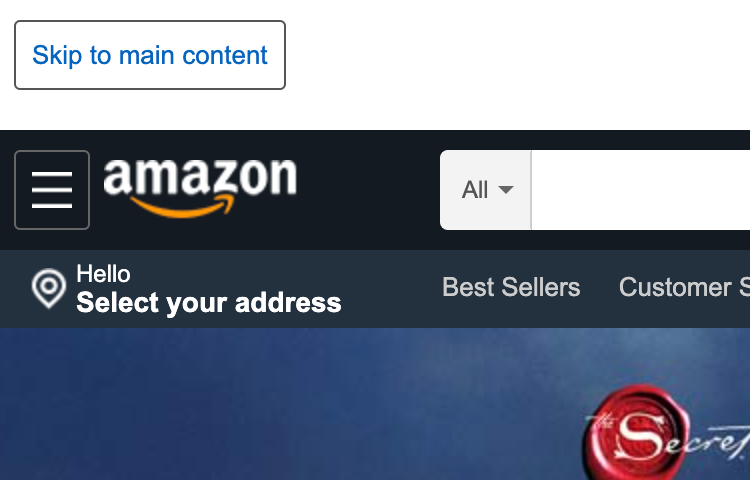 Skip to main content
amazon
All
Hello
Select your address
Best Sellers
Customer S
the
Secret